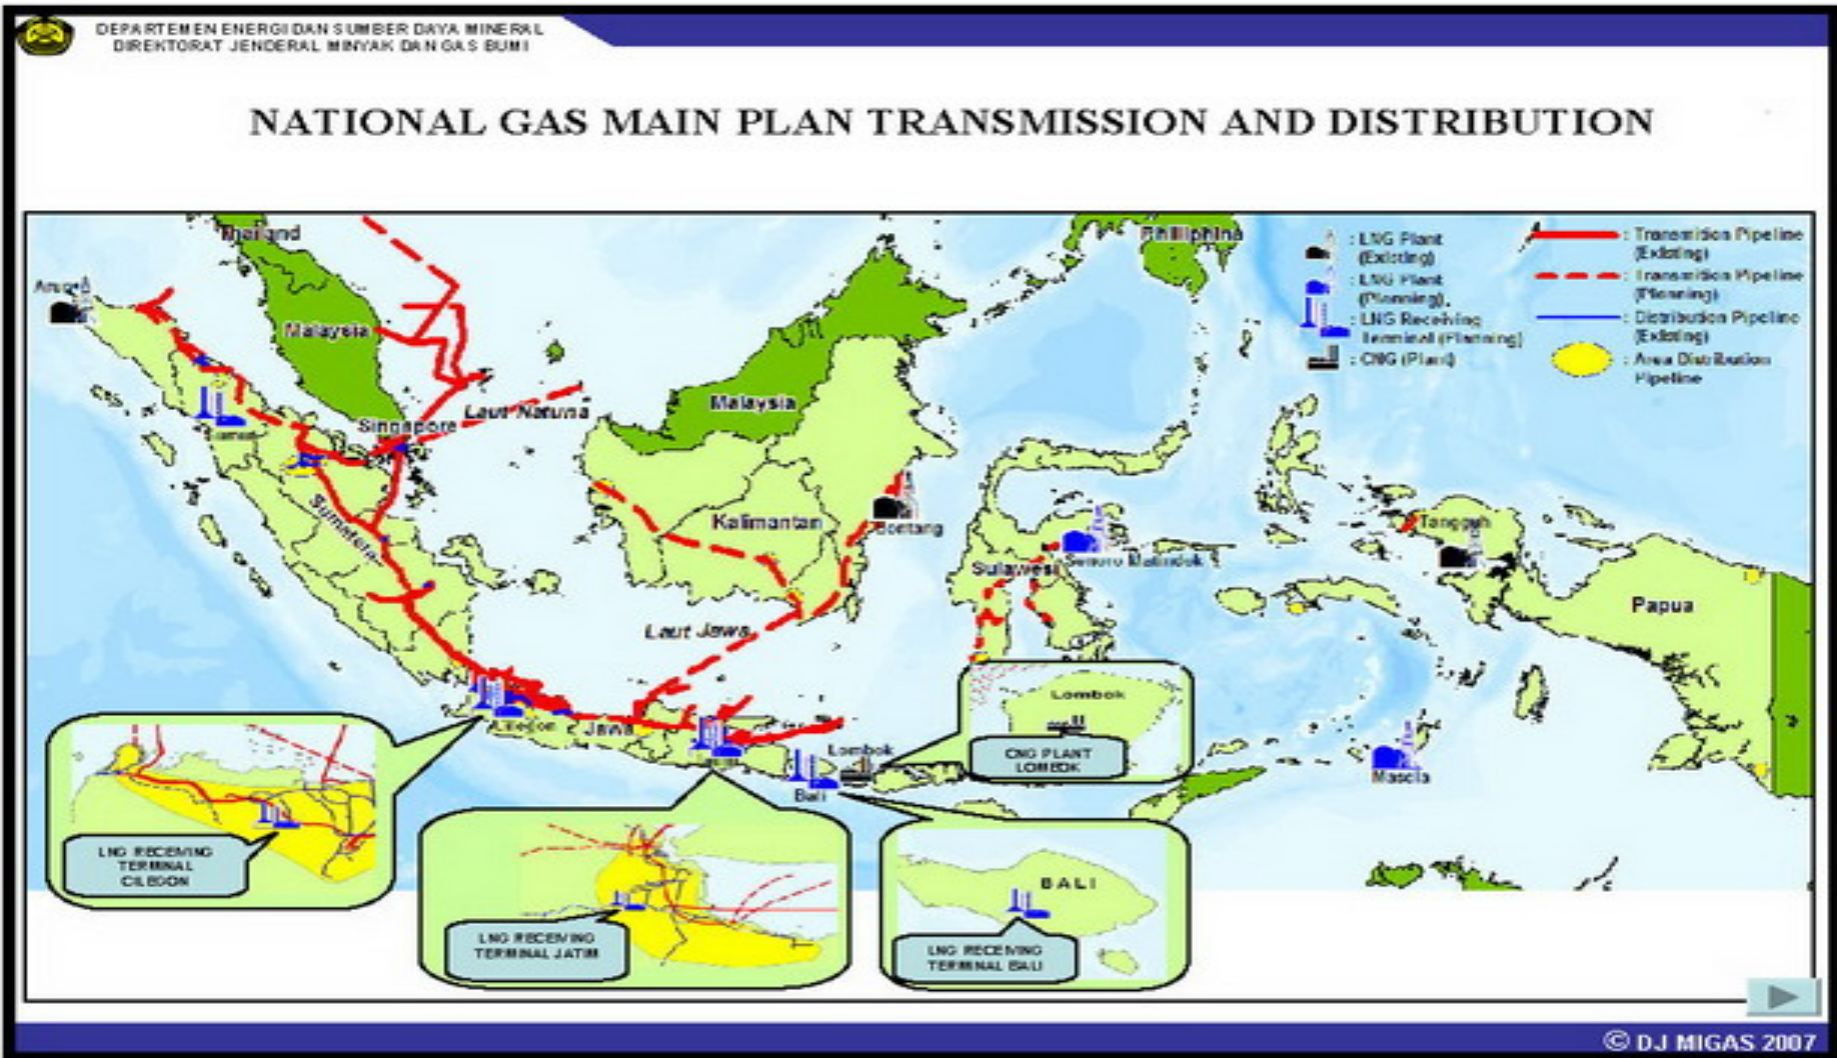 DEPARTEMEN ENERGI DAN SUMBER DAYA MINERAL
DIREKTORAT JENDERAL MINYAK DAN GAS BUMI
NATIONAL GAS MAIN PLAN TRANSMISSION AND DISTRIBUTION
Thailand
Philliphina
Malaysia
Malaysia
Singapore
Laut Natuna
Sumatera
Kalimantan
Bontang
Laut Jawa
Sulawesi
Senoro Matindok
Tangguh
Papua
Masela
Jawa
Lombok
Bali
: LNG Plant
(Existing)
: LNG Plant
(Planning).
: LNG Receiving
Terminal (Planning)
: CNG (Plant)
: Transmition Pipeline
(Existing)
: Transmition Pipeline
(Planning)
: Distribution Pipeline
(Existing)
: Area Distribution
Pipeline
Lombok
CNG PLANT
LOMBOK
LNG RECEIVING
TERMINAL
CILEGON
LNG RECEIVING
TERMINAL JATIM
BALI
LNG RECEIVING
TERMINAL BALI
© DJ MIGAS 2007